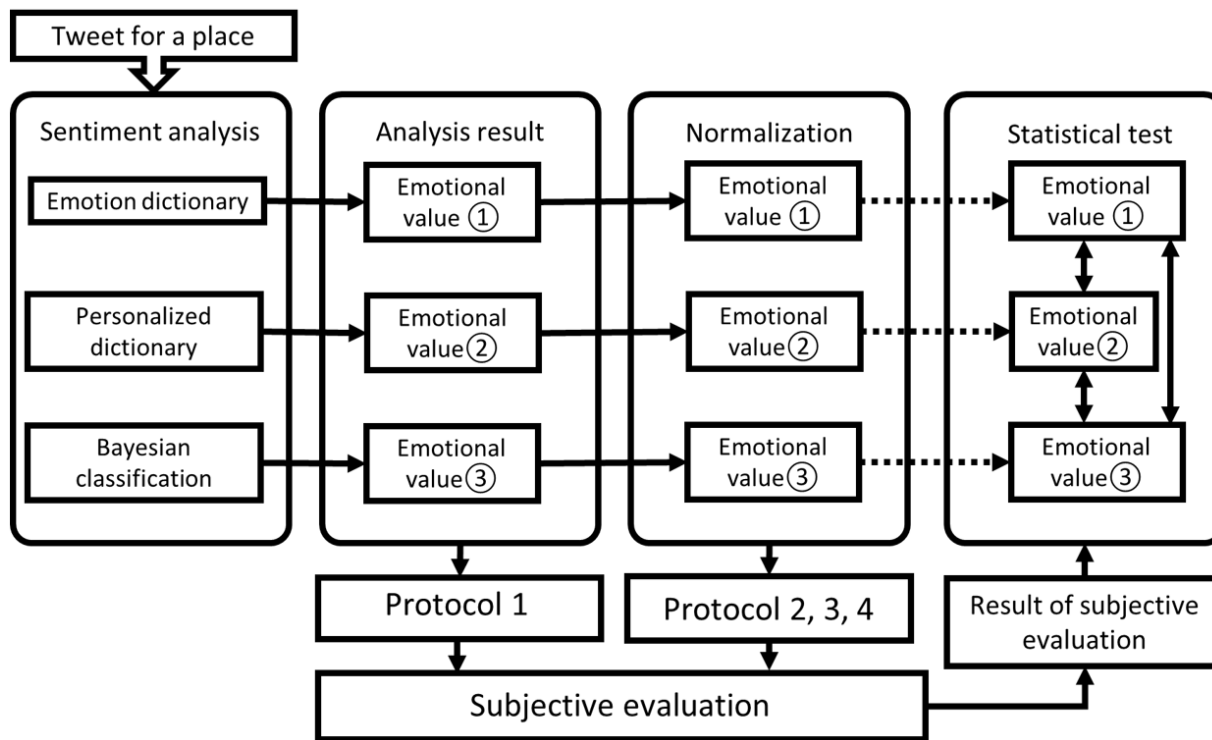 Tweet for a place
Sentiment analysis
Emotion dictionary
Personalized
dictionary
Bayesian
classification
Analysis result
Emotional
value ①
Emotional
value②
Emotional
value③
Normalization
Emotional
value ①
Emotional
value②
Emotional
value③
Statistical test
Emotional
value ①
Emotional
value②
Emotional
value③
Protocol 1
Protocol 2, 3, 4
Subjective evaluation
Result of subjective
evaluation